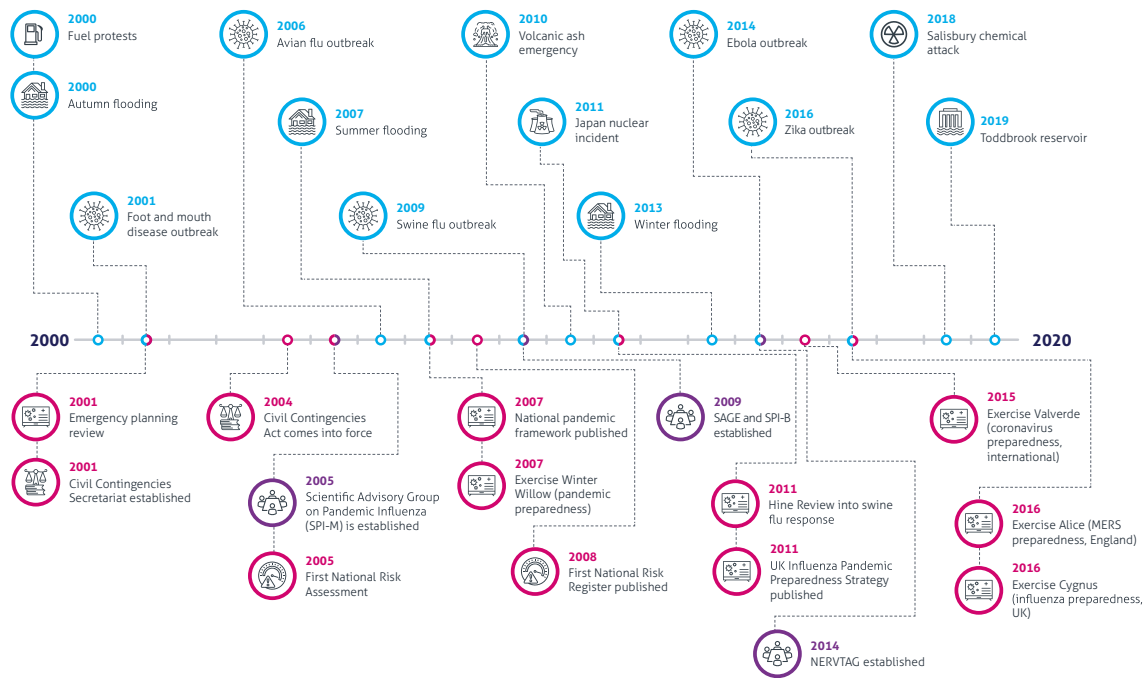 2000
Fuel protests
2000
Autumn flooding
2001
Foot and mouth
disease outbreak
2006
Avian flu outbreak
2007
Summer flooding
2009
Swine flu outbreak
2010
Volcanic ash
emergency
2011
Japan nuclear
incident
2013
Winter flooding
2014
Ebola outbreak
2016
Zika outbreak
2018
Salisbury chemical
attack
2019
Toddbrook reservoir
2000
2020
2001
Emergency planning
review
2001
Civil Contingencies
Secretariat established
2004
Civil Contingencies
Act comes into force
2005
Scientific Advisory Group
on Pandemic Influenza
(SPI-M) is established
2005
First National Risk
Assessment
2007
National pandemic
framework published
2007
Exercise Winter
Willow (pandemic
preparedness)
2008
First National Risk
Register published
2009
SAGE and SPI-B
established
2011
Hine Review into swine
flu response
2011
UK Influenza Pandemic
Preparedness Strategy
published
2014
NERVTAG established
2015
Exercise Valverde
(coronavirus
preparedness,
international)
2016
Exercise Alice (MERS
preparedness, England)
2016
Exercise Cygnus
(influenza preparedness,
UK)